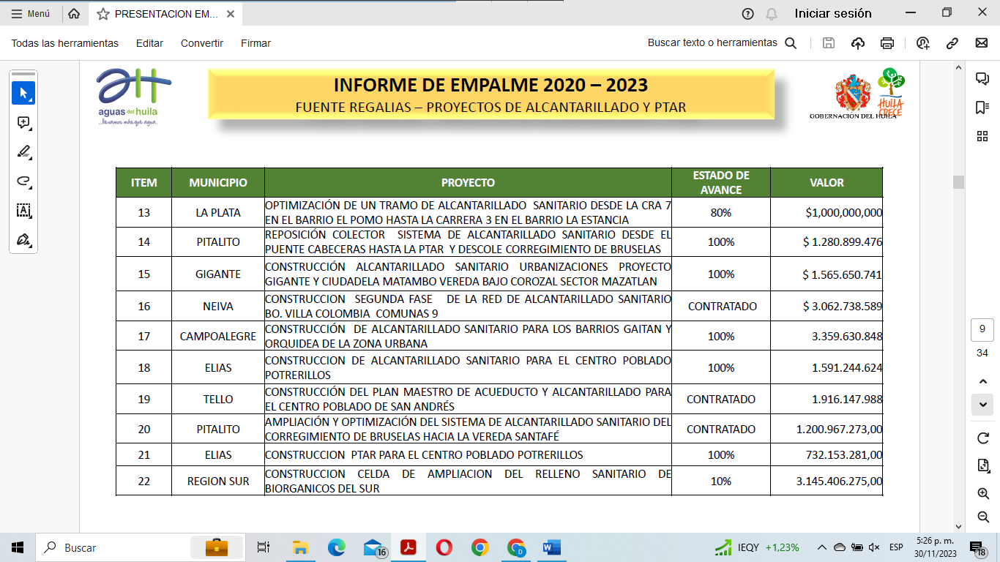 Menú
PRESENTACION EM...
Iniciar sesión
Todas las herramientas
Editar
Convertir
Firmar
Buscar texto o herramientas
aguas del huila
...llevamos más que agua.
INFORME DE EMPALME 2020 – 2023
FUENTE REGALIAS – PROYECTOS DE ALCANTARILLADO Y PTAR
HUILA
CRECE
GOBERNACIÓN DEL HUILA
ITEM MUNICIPIO PROYECTO ESTADO DE AVANCE VALOR
13 LA PLATA OPTIMIZACIÓN DE UN TRAMO DE ALCANTARILLADO SANITARIO DESDE LA CRA 7
EN EL BARRIO EL POMO HASTA LA CARRERA 3 EN EL BARRIO LA ESTANCIA 80% $1,000,000,000
14 PITALITO REPOSICIÓN COLECTOR SISTEMA DE ALCANTARILLADO SANITARIO DESDE EL
PUENTE CABECERAS HASTA LA PTAR Y DESCOLE CORREGIMIENTO DE BRUSELAS 100% $ 1.280.899.476
15 GIGANTE CONSTRUCCIÓN ALCANTARILLADO SANITARIO URBANIZACIONES PROYECTO
GIGANTE Y CIUDADELA MATAMBO VEREDA BAJO COROZAL SECTOR MAZATLAN 100% $ 1.565.650.741
16 NEIVA CONSTRUCCION SEGUNDA FASE DE LA RED DE ALCANTARILLADO SANITARIO
BO. VILLA COLOMBIA COMUNAS 9 CONTRATADO $ 3.062.738.589
17 CAMPOALEGRE CONSTRUCCIÓN DE ALCANTARILLADO SANITARIO PARA LOS BARRIOS GAITAN Y
ORQUIDEA DE LA ZONA URBANA 100% 3.359.630.848
18 ELIAS CONSTRUCCION DE ALCANTARILLADO SANITARIO PARA EL CENTRO POBLADO
POTRERILLOS 100% 1.591.244.624
19 TELLO CONSTRUCCIÓN DEL PLAN MAESTRO DE ACUEDUCTO Y ALCANTARILLADO PARA
EL CENTRO POBLADO DE SAN ANDRÉS CONTRATADO 1.916.147.988
20 PITALITO AMPLIACIÓN Y OPTIMIZACIÓN DEL SISTEMA DE ALCANTARILLADO SANITARIO DEL
CORREGIMIENTO DE BRUSELAS HACIA LA VEREDA SANTAFÉ CONTRATADO 1.200.967.273,00
21 ELIAS CONSTRUCCION PTAR PARA EL CENTRO POBLADO POTRERILLOS 100% 732.153.281,00
22 REGION SUR CONSTRUCCION CELDA DE AMPLIACION DEL RELLENO SANITARIO DE
BIORGANICOS DEL SUR 10% 3.145.406.275,00
9
34
Buscar
16
D
IEQY +1,23%
ESP
5:26 p. m.
30/11/2023
18